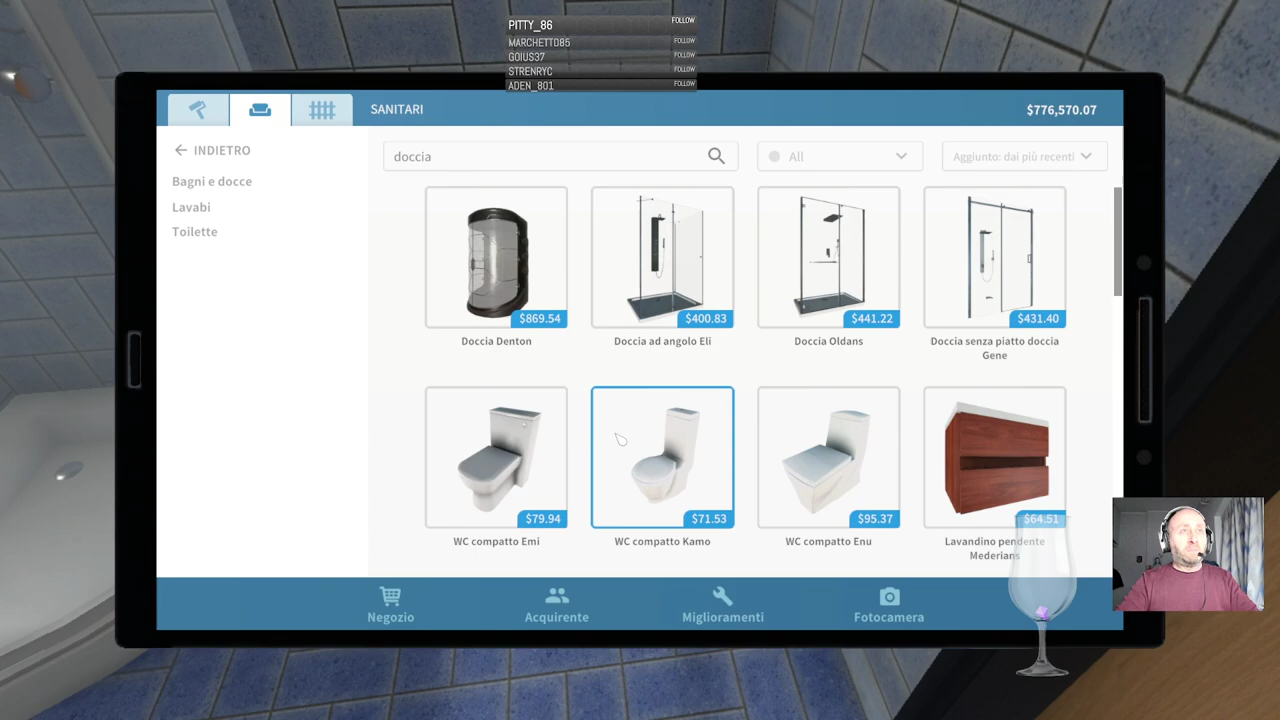 PITTY_86 FOLLOW
MARCHETTO85 FOLLOW
GOIUS37 FOLLOW
STRENRYC FOLLOW
ADEN_801 FOLLOW
SANITARI
$776,570.07
INDIETRO
Bagni e docce
Lavabi
Toilette
doccia
All
Aggiunto: dai più recenti
$869.54
$400.83
$441.22
$431.40
Doccia Denton
Doccia ad angolo Eli
Doccia Oldans
Doccia senza piatto doccia
Gene
$79.94
$71.53
$95.37
$64.51
WC compatto Emi
WC compatto Kamo
WC compatto Enu
Lavandino pendente
Mederians
Negozio
Acquirente
Miglioramenti
Fotocamera